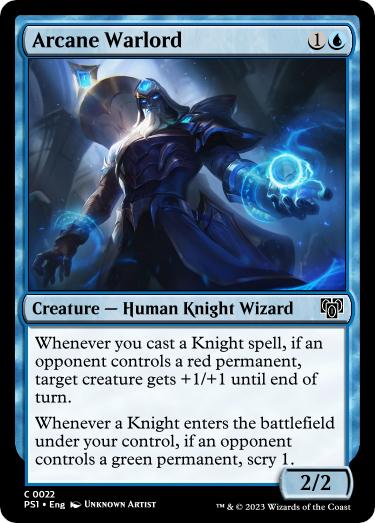 Arcane Warlord 1
Creature — Human Knight Wizard
Whenever you cast a Knight spell, if an
opponent controls a red permanent,
target creature gets +1/+1 until end of
turn.
Whenever a Knight enters the battlefield
under your control, if an opponent
controls a green permanent, scry 1.
2/2
C 0022
PS1 • Eng Unknown Artist
™ & © 2023 Wizards of the Coast